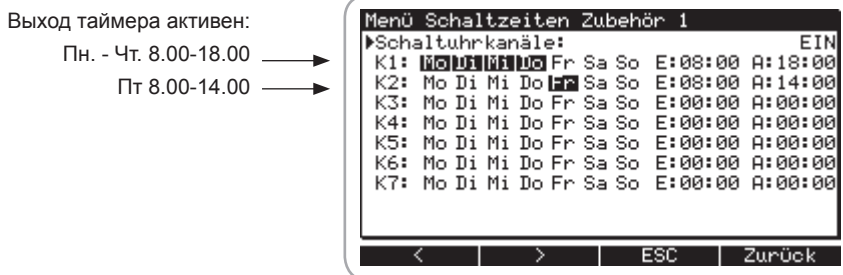 Выход таймера активен:
Пн. - Чт. 8.00-18.00
Пт 8.00-14.00
Menü Schaltzeiten Zubehör 1
Schaltuhrkanäle: EIN
K1: Mo Di Mi Do Fr Sa So E:08:00 A:18:00
K2: Mo Di Mi Do Fr Sa So E:08:00 A:14:00
K3: Mo Di Mi Do Fr Sa So E:00:00 A:00:00
K4: Mo Di Mi Do Fr Sa So E:00:00 A:00:00
K5: Mo Di Mi Do Fr Sa So E:00:00 A:00:00
K6: Mo Di Mi Do Fr Sa So E:00:00 A:00:00
K7: Mo Di Mi Do Fr Sa So E:00:00 A:00:00
< > ESC Zurück